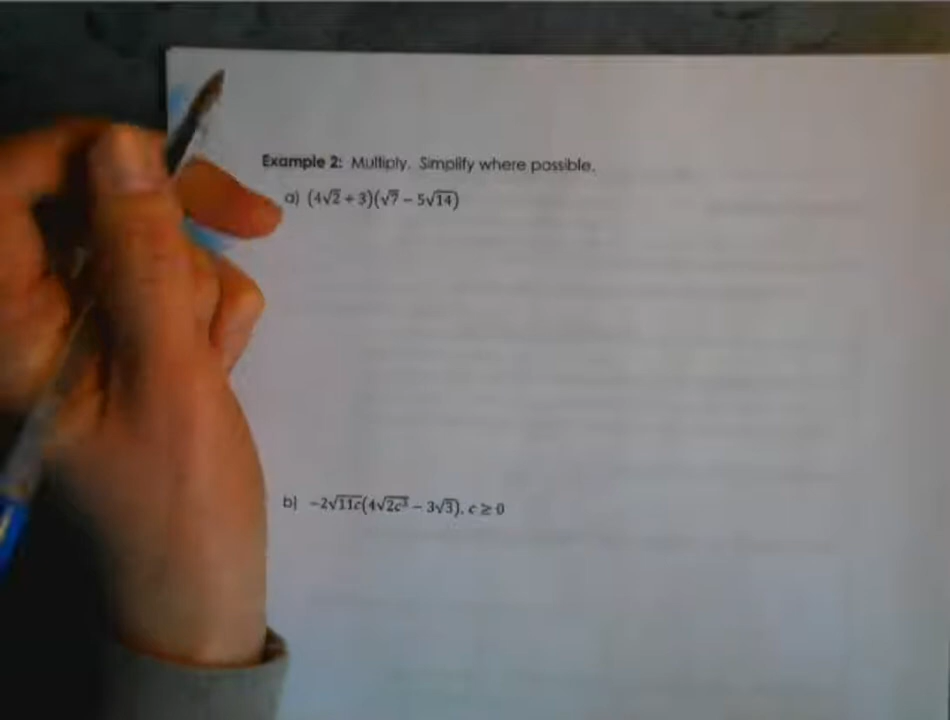 Example 2: Multiply. Simplify where possible.
a) (4√2 + 3)(√7 − 5√14)
b) −2√11c(4√2c³ − 3√3), c ≥ 0